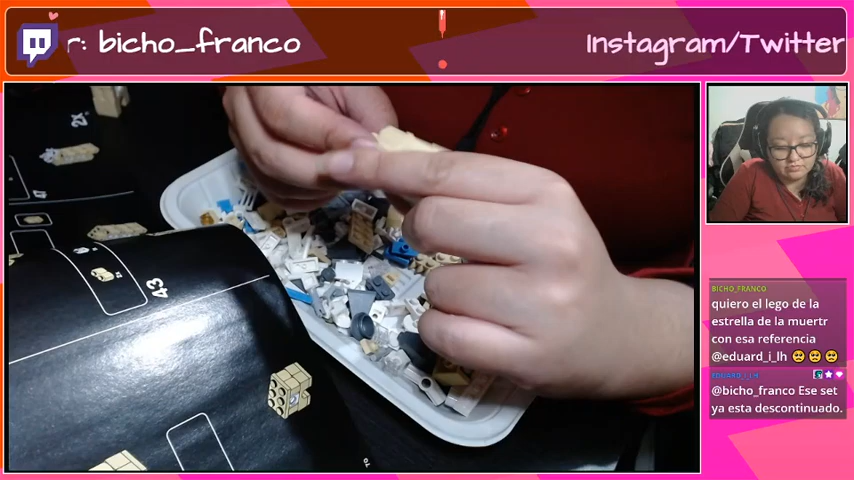 r: bicho_franco
Instagram/Twitter
43
BICHO_FRANCO
quiero el lego de la
estrella de la muertr
con esa referencia
@eduard_i_lh 🥺🥺🥺
EDUARD_I_LH
@bicho_franco Ese set
ya esta descontinuado.